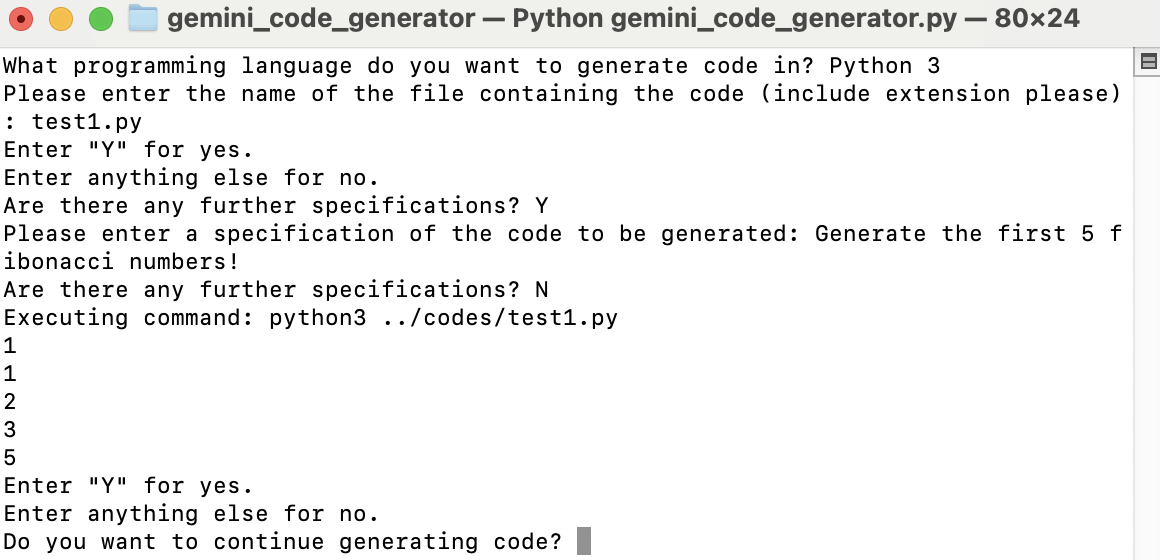 gemini_code_generator — Python gemini_code_generator.py — 80×24
What programming language do you want to generate code in? Python 3
Please enter the name of the file containing the code (include extension please)
: test1.py
Enter "Y" for yes.
Enter anything else for no.
Are there any further specifications? Y
Please enter a specification of the code to be generated: Generate the first 5 f
ibonacci numbers!
Are there any further specifications? N
Executing command: python3 ../codes/test1.py
1
1
2
3
5
Enter "Y" for yes.
Enter anything else for no.
Do you want to continue generating code?